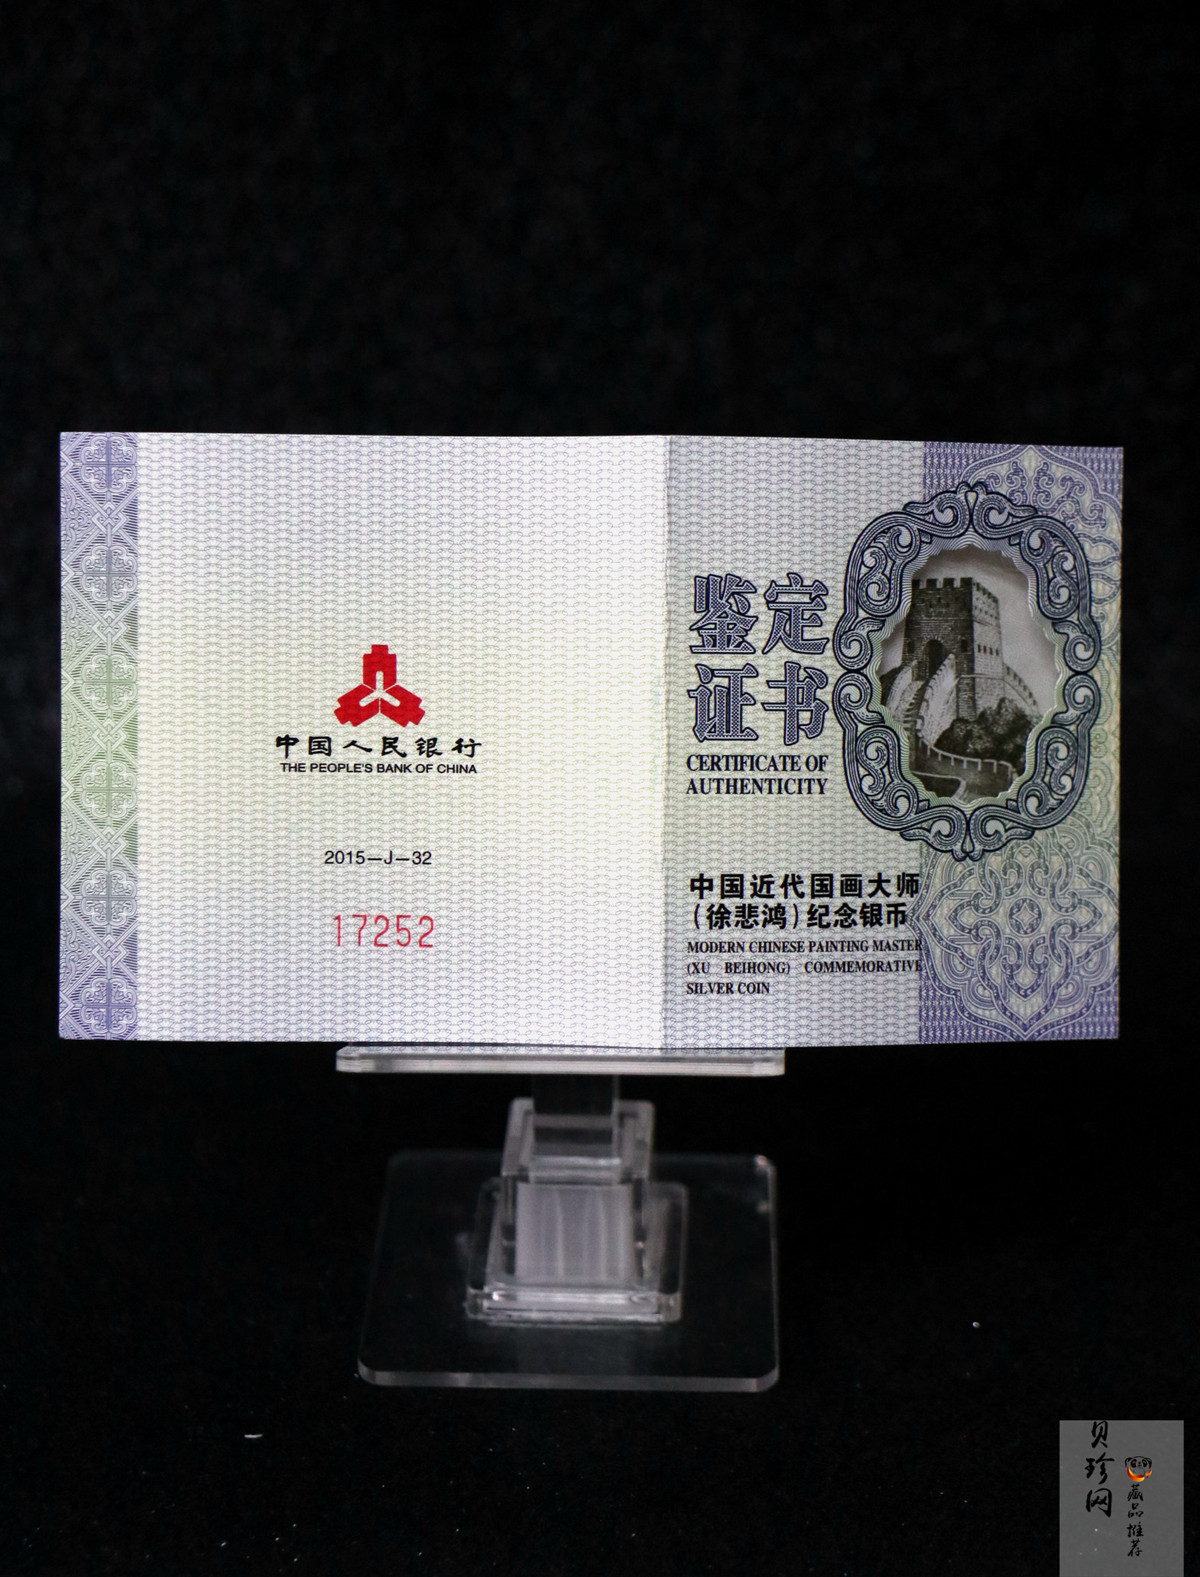 中国人民银行
THE PEOPLE'S BANK OF CHINA
2015—J—32
17252
鉴定
证书
CERTIFICATE OF
AUTHENTICITY
中国近代国画大师
(徐悲鸿)纪念银币
MODERN CHINESE PAINTING MASTER
(XU BEIHONG) COMMEMORATIVE
SILVER COIN
贝珍网
藏品推荐